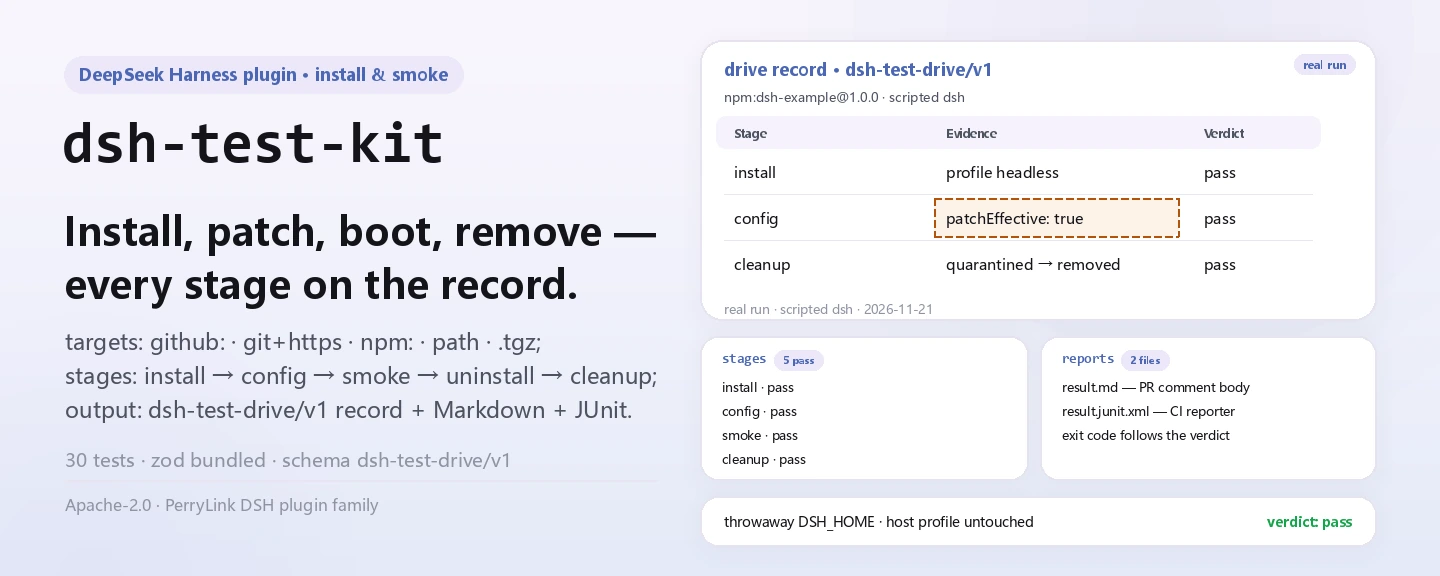 DeepSeek Harness plugin • install & smoke
dsh-test-kit
Install, patch, boot, remove —
every stage on the record.
targets: github: · git+https · npm: · path · .tgz;
stages: install → config → smoke → uninstall → cleanup;
output: dsh-test-drive/v1 record + Markdown + JUnit.
30 tests · zod bundled · schema dsh-test-drive/v1
Apache-2.0 · PerryLink DSH plugin family
drive record • dsh-test-drive/v1
real run
npm:dsh-example@1.0.0 · scripted dsh
Stage Evidence Verdict
install profile headless pass
config patchEffective: true pass
cleanup quarantined → removed pass
real run · scripted dsh · 2026-11-21
stages 5 pass
install · pass
config · pass
smoke · pass
cleanup · pass
reports 2 files
result.md — PR comment body
result.junit.xml — CI reporter
exit code follows the verdict
throwaway DSH_HOME · host profile untouched verdict: pass